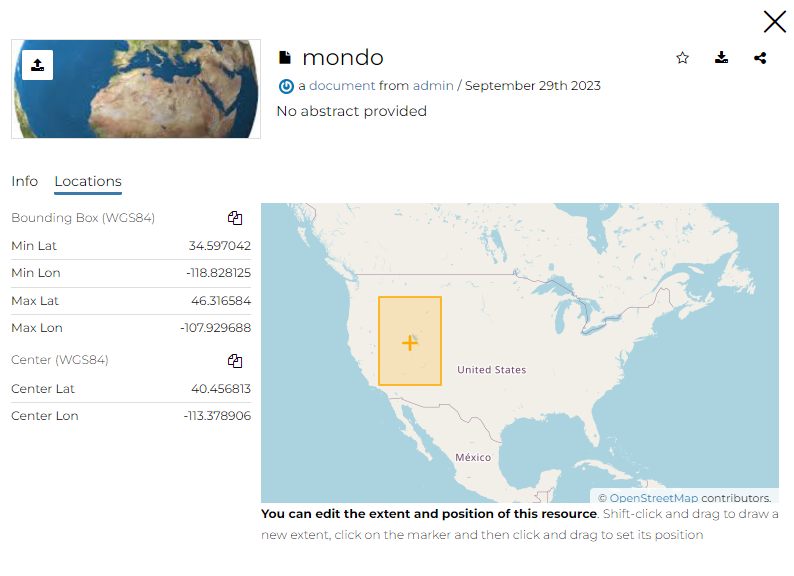 mondo
a document from admin / September 29th 2023
No abstract provided
Info Locations
Bounding Box (WGS84)
Min Lat 34.597042
Min Lon -118.828125
Max Lat 46.316584
Max Lon -107.929688
Center (WGS84)
Center Lat 40.456813
Center Lon -113.378906
United States
México
© OpenStreetMap contributors.
You can edit the extent and position of this resource. Shift-click and drag to draw a
new extent, click on the marker and then click and drag to set its position